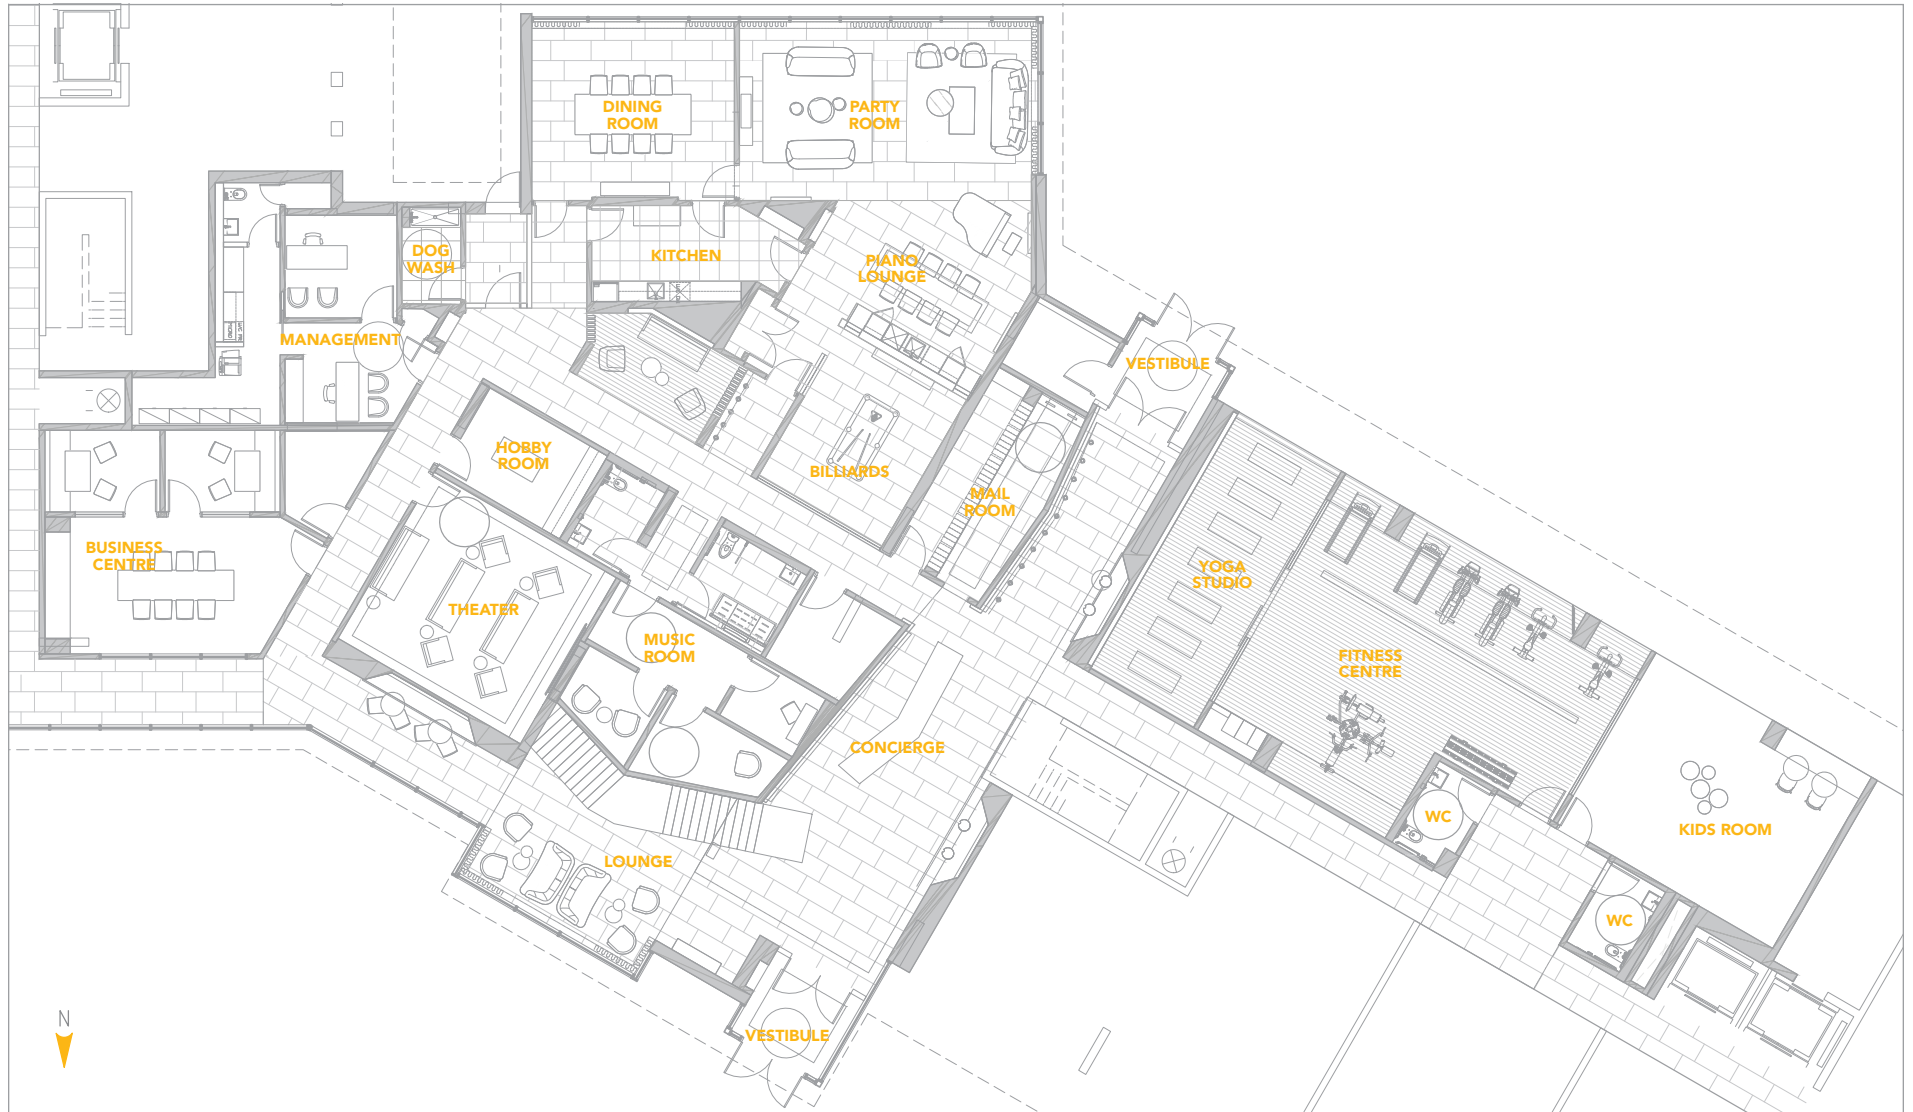 DINING
ROOM
PARTY
ROOM
DOG
WASH
KITCHEN
PIANO
LOUNGE
MANAGEMENT
VESTIBULE
HOBBY
ROOM
BILLIARDS
MAIL
ROOM
BUSINESS
CENTRE
THEATER
MUSIC
ROOM
YOGA
STUDIO
FITNESS
CENTRE
CONCIERGE
WC
KIDS ROOM
LOUNGE
WC
N
VESTIBULE